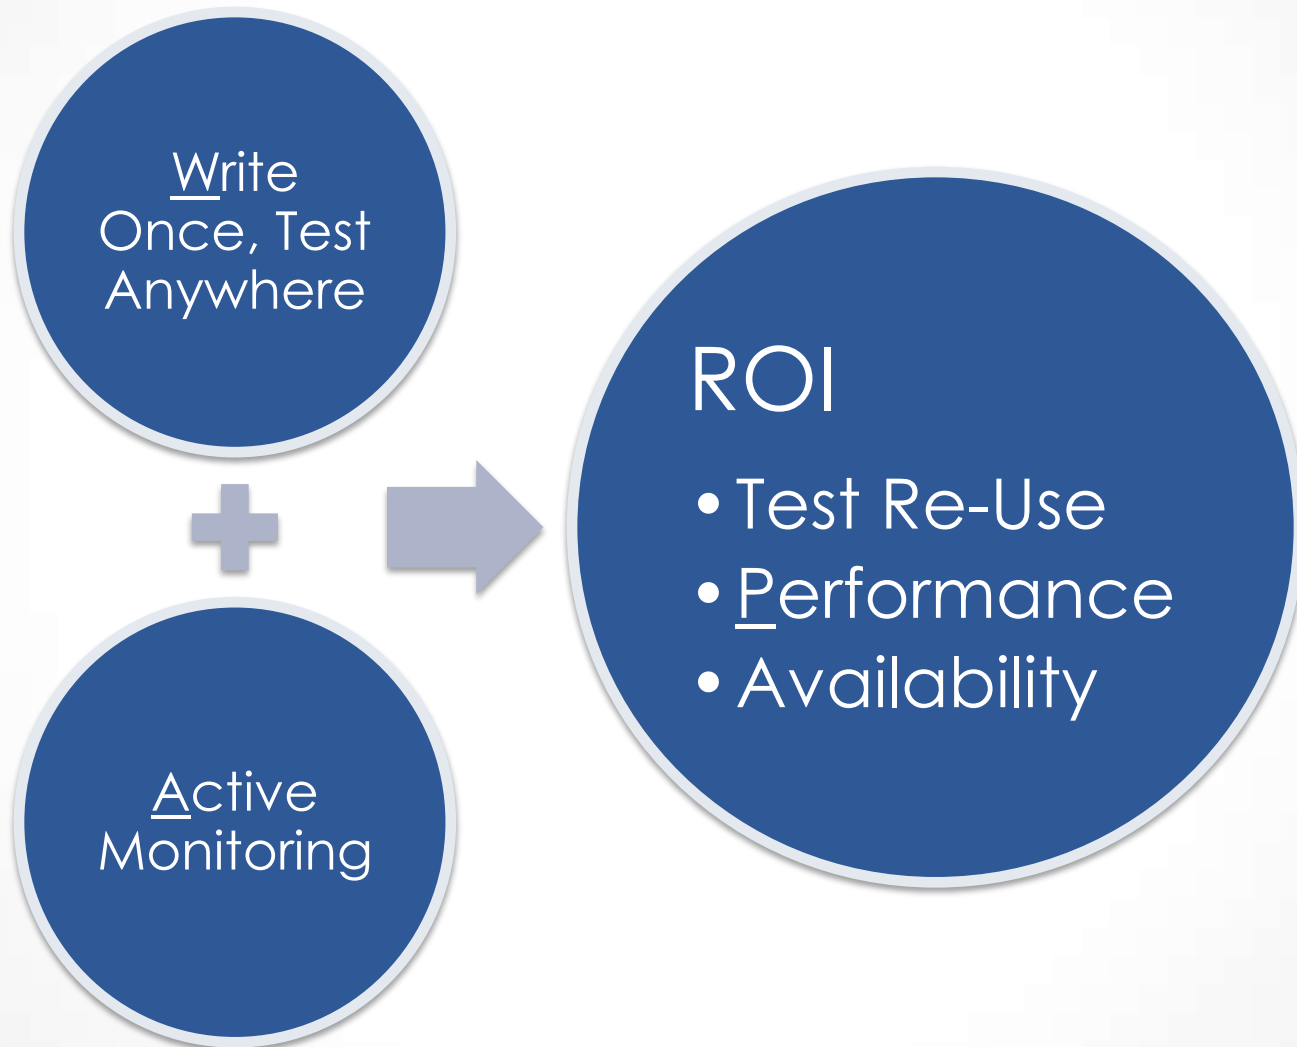 Write
Once, Test
Anywhere
Active
Monitoring
ROI
• Test Re-Use
• Performance
• Availability